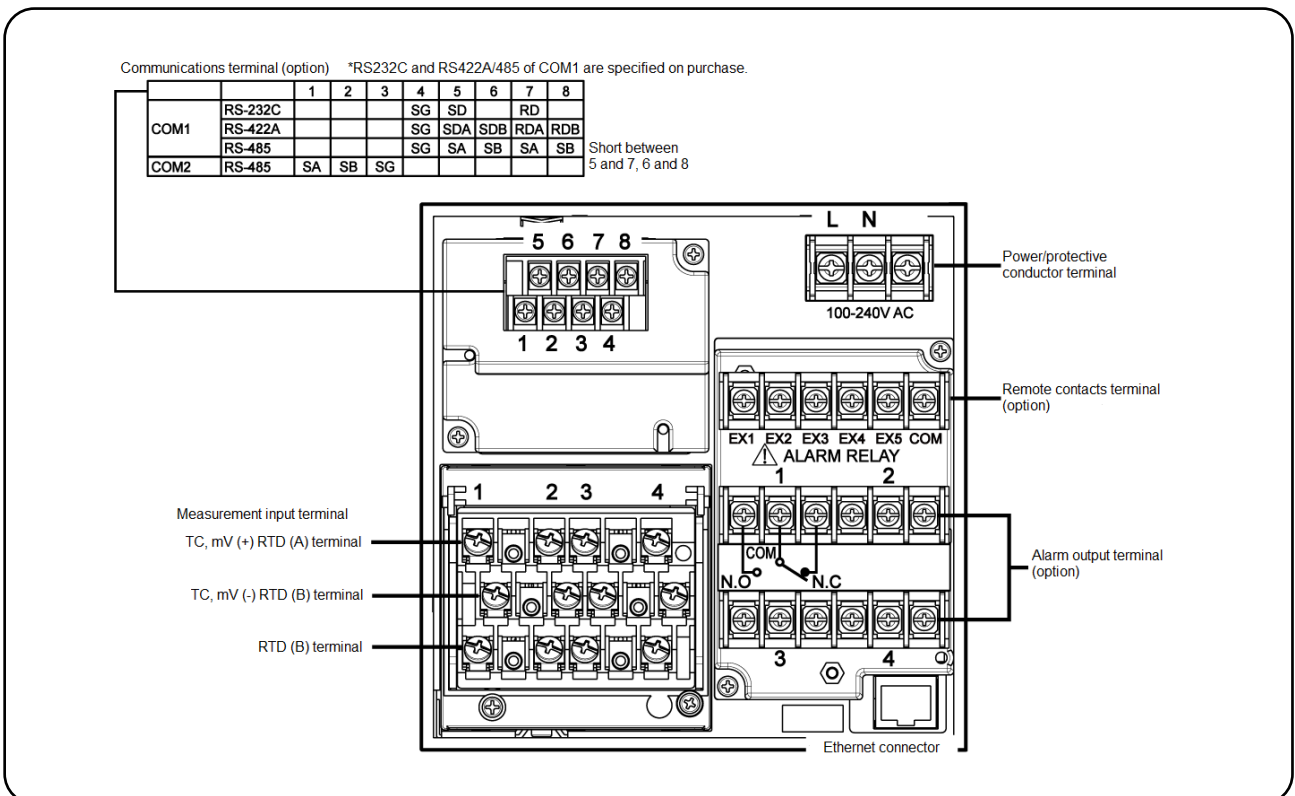 Communications terminal (option) *RS232C and RS422A/485 of COM1 are specified on purchase.
1 2 3 4 5 6 7 8
RS-232C SG SD RD
COM1 RS-422A SG SDA SDB RDA RDB
RS-485 SG SA SB SA SB
COM2 RS-485 SA SB SG
Short between
5 and 7, 6 and 8
L N
5 6 7 8
Power/protective
conductor terminal
100-240V AC
1 2 3 4
Remote contacts terminal
(option)
EX1 EX2 EX3 EX4 EX5 COM
ALARM RELAY
1 2
1 2 3 4
Measurement input terminal
TC, mV (+) RTD (A) terminal
COM
N.O N.C
Alarm output terminal
(option)
TC, mV (-) RTD (B) terminal
RTD (B) terminal
3 4
Ethernet connector